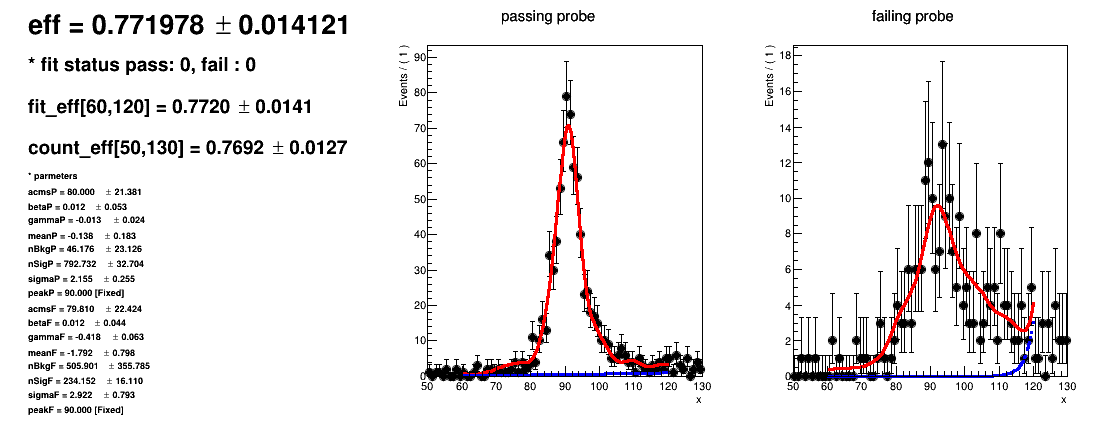 eff = 0.771978 ± 0.014121
* fit status pass: 0, fail : 0
fit_eff[60,120] = 0.7720 ± 0.0141
count_eff[50,130] = 0.7692 ± 0.0127
* parmeters
acmsP = 80.000 ± 21.381
betaP = 0.012 ± 0.053
gammaP = -0.013 ± 0.024
meanP = -0.138 ± 0.183
nBkgP = 46.176 ± 23.126
nSigP = 792.732 ± 32.704
sigmaP = 2.155 ± 0.255
peakP = 90.000 [Fixed]
acmsF = 79.810 ± 22.424
betaF = 0.012 ± 0.044
gammaF = -0.418 ± 0.063
meanF = -1.792 ± 0.798
nBkgF = 505.901 ± 355.785
nSigF = 234.152 ± 16.110
sigmaF = 2.922 ± 0.793
peakF = 90.000 [Fixed]
passing probe
Events / ( 1 )
90
80
70
60
50
40
30
20
10
0
50 60 70 80 90 100 110 120 130
x
failing probe
Events / ( 1 )
18
16
14
12
10
8
6
4
2
0
50 60 70 80 90 100 110 120 130
x